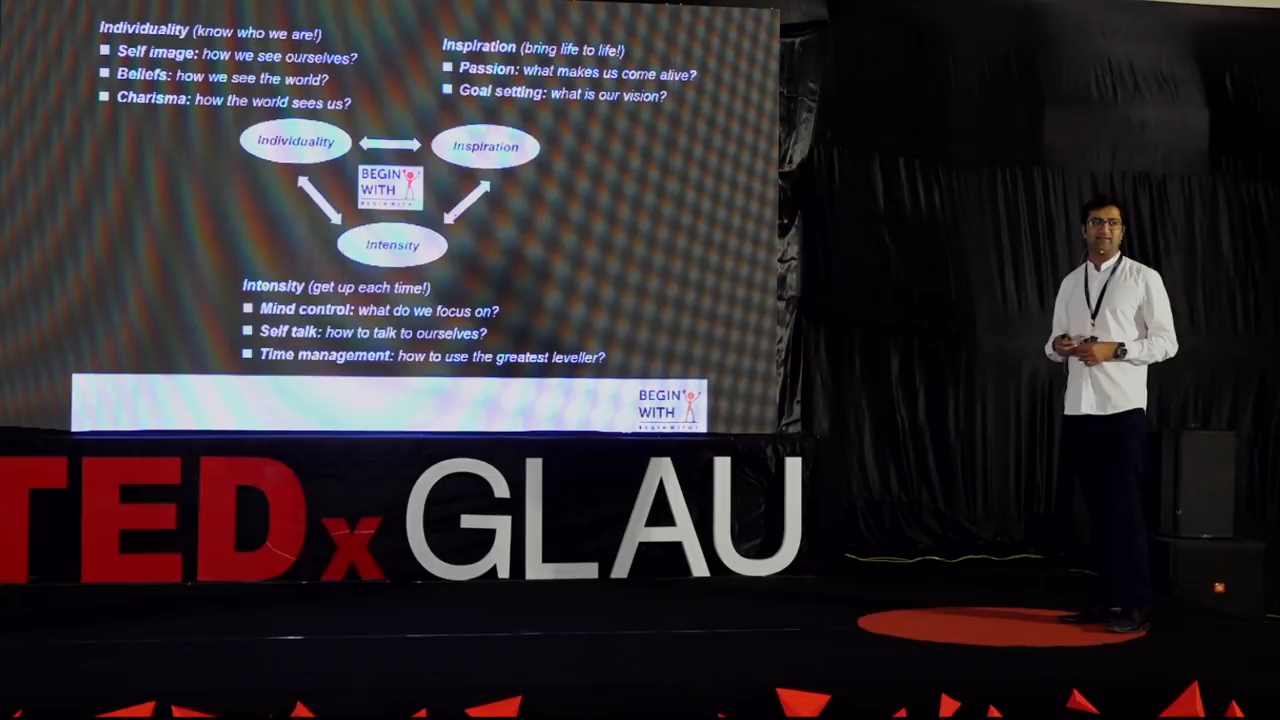 Individuality (know who we are!)
Self image: how we see ourselves?
Beliefs: how we see the world?
Charisma: how the world sees us?
Inspiration (bring life to life!)
Passion: what makes us come alive?
Goal setting: what is our vision?
Individuality
Inspiration
BEGIN
WITH
Intensity
Intensity (get up each time!)
Mind control: what do we focus on?
Self talk: how to talk to ourselves?
Time management: how to use the greatest leveller?
BEGIN
WITH
TEDxGLAU